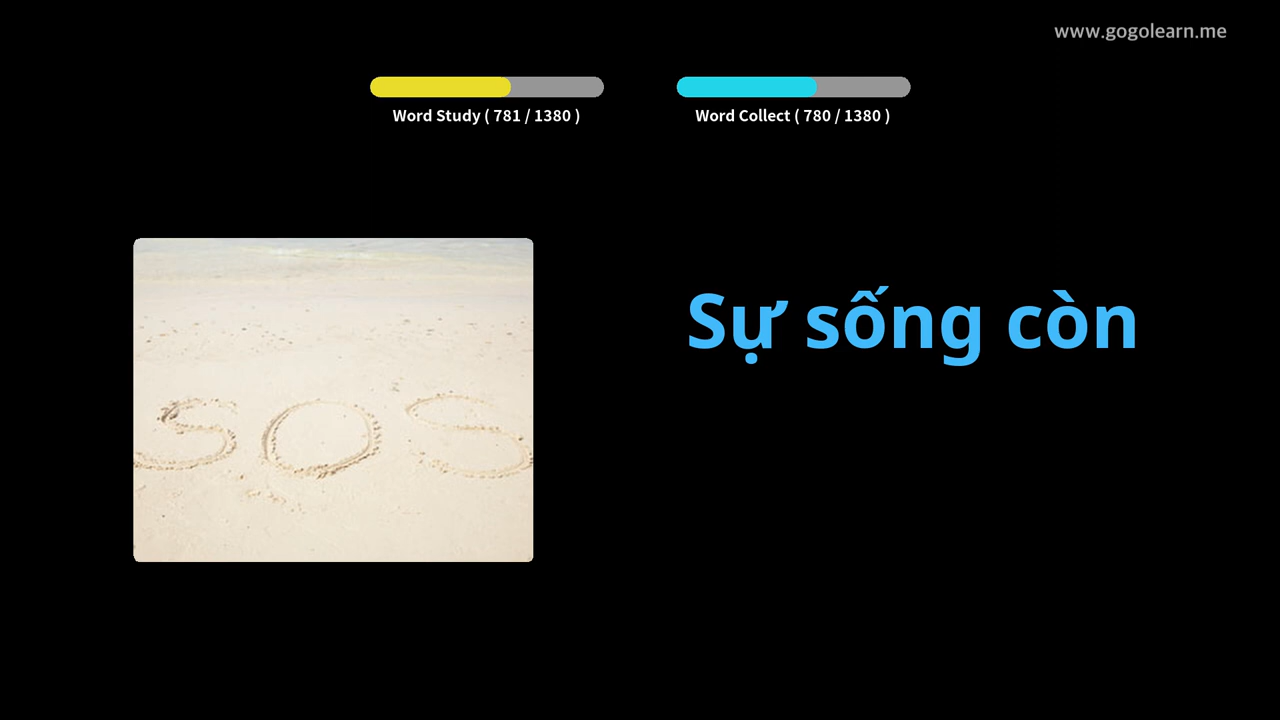 www.gogolearn.me
Word Study ( 781 / 1380 )
Word Collect ( 780 / 1380 )
Sự sống còn
SOS